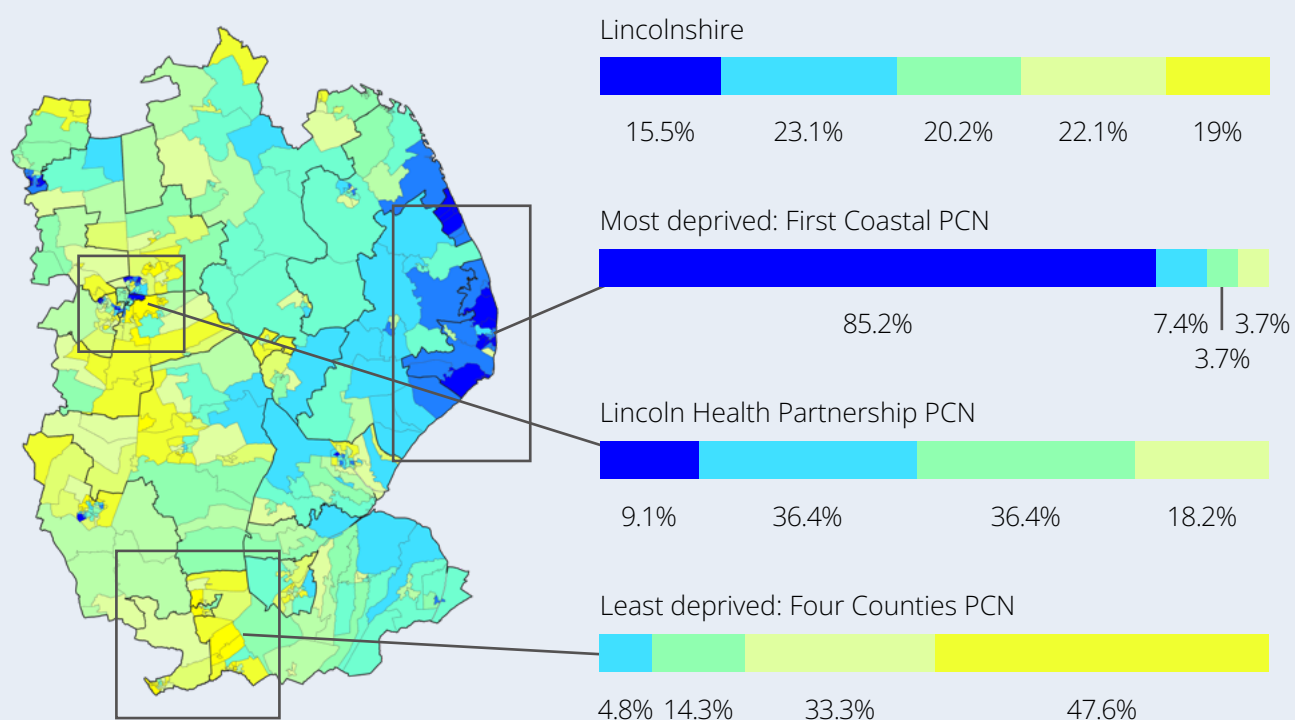 Lincolnshire
15.5% 23.1% 20.2% 22.1% 19%
Most deprived: First Coastal PCN
85.2% 7.4% 3.7%
3.7%
Lincoln Health Partnership PCN
9.1% 36.4% 36.4% 18.2%
Least deprived: Four Counties PCN
4.8% 14.3% 33.3% 47.6%